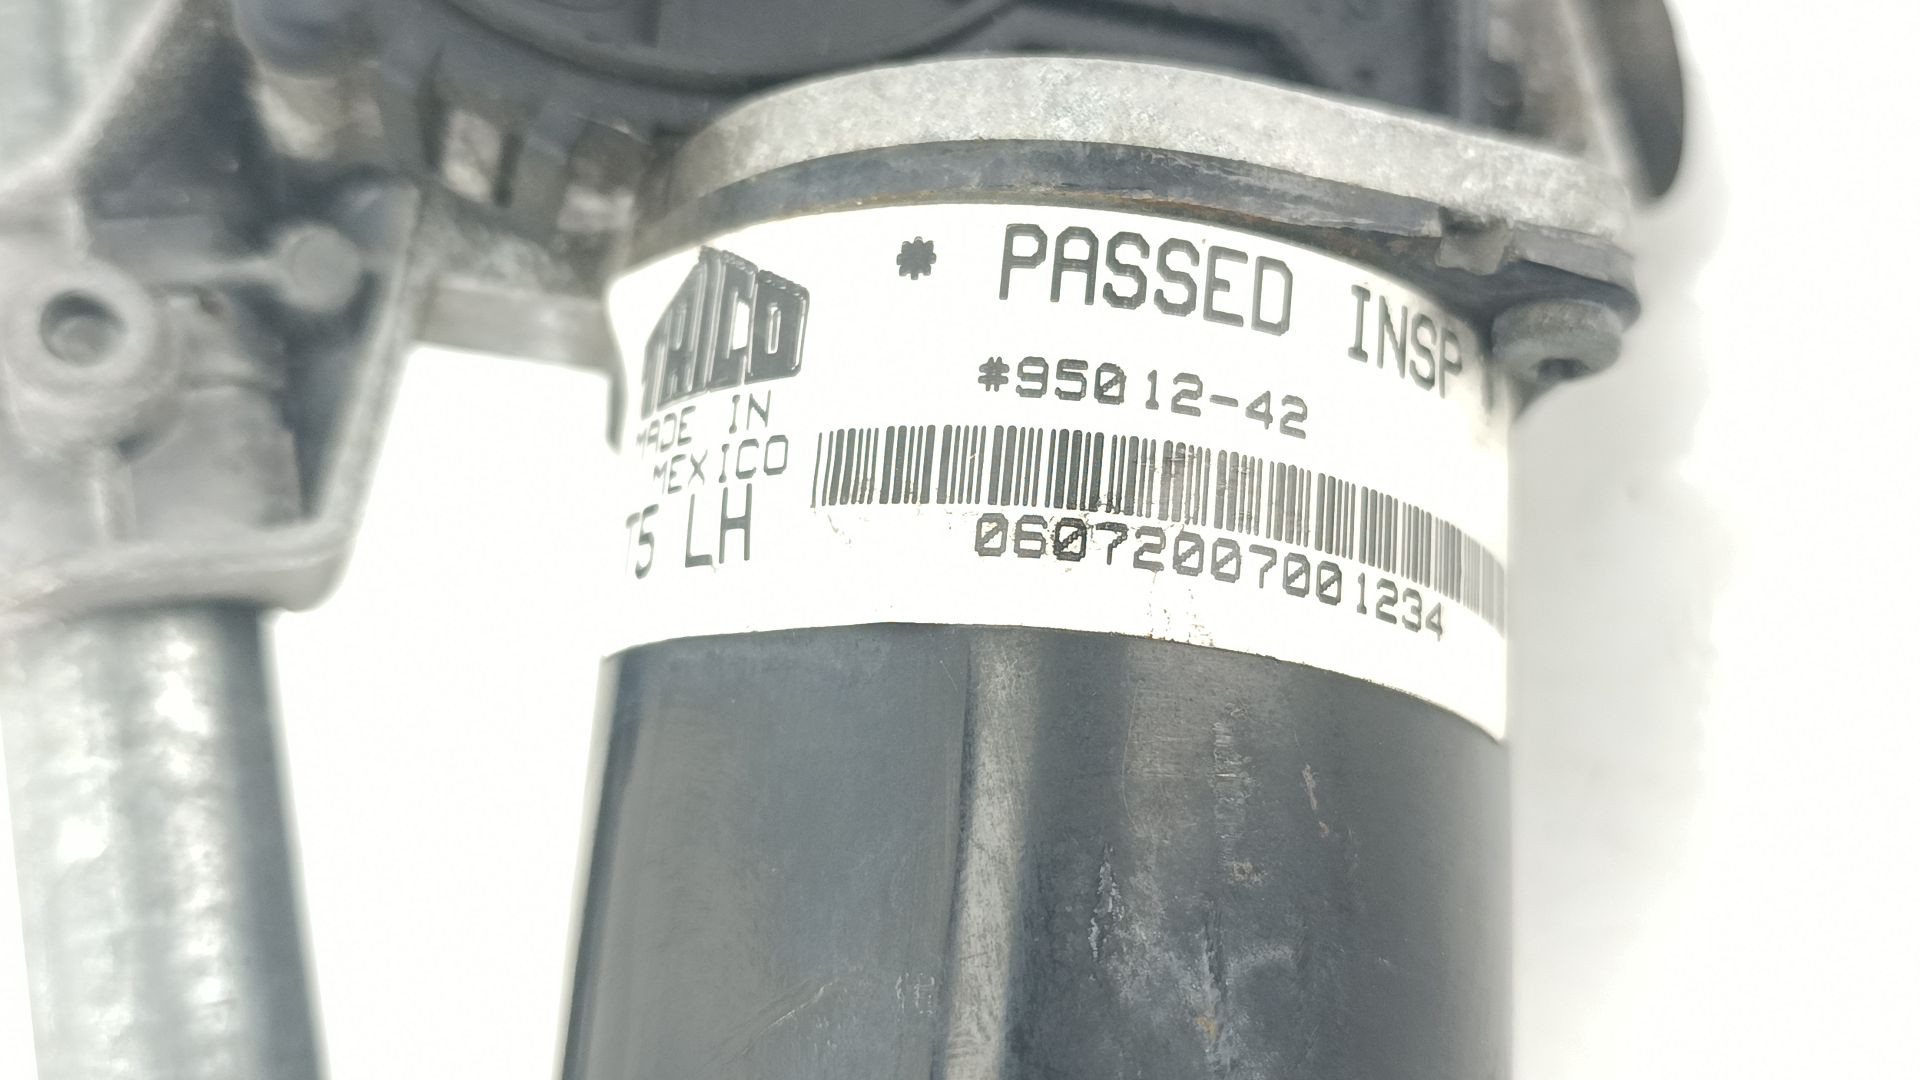 TRICO
* PASSED INSP
#95012-42
MADE IN
MEXICO
T5 LH
06072007001234